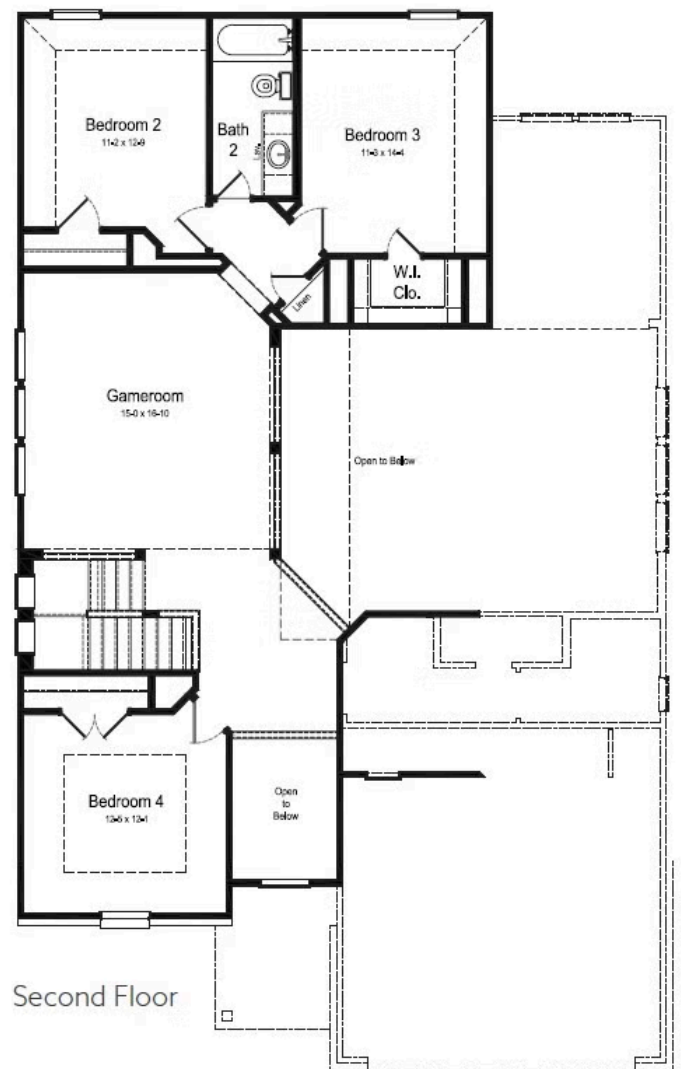 Bedroom 2
11-2 x 12-9
Bath
2
Lav.
Bedroom 3
11-3 x 14-4
W.I.
Clo.
Linen
Gameroom
15-0 x 16-10
Open to Below
Bedroom 4
12-5 x 12-1
Open
to
Below
Second Floor